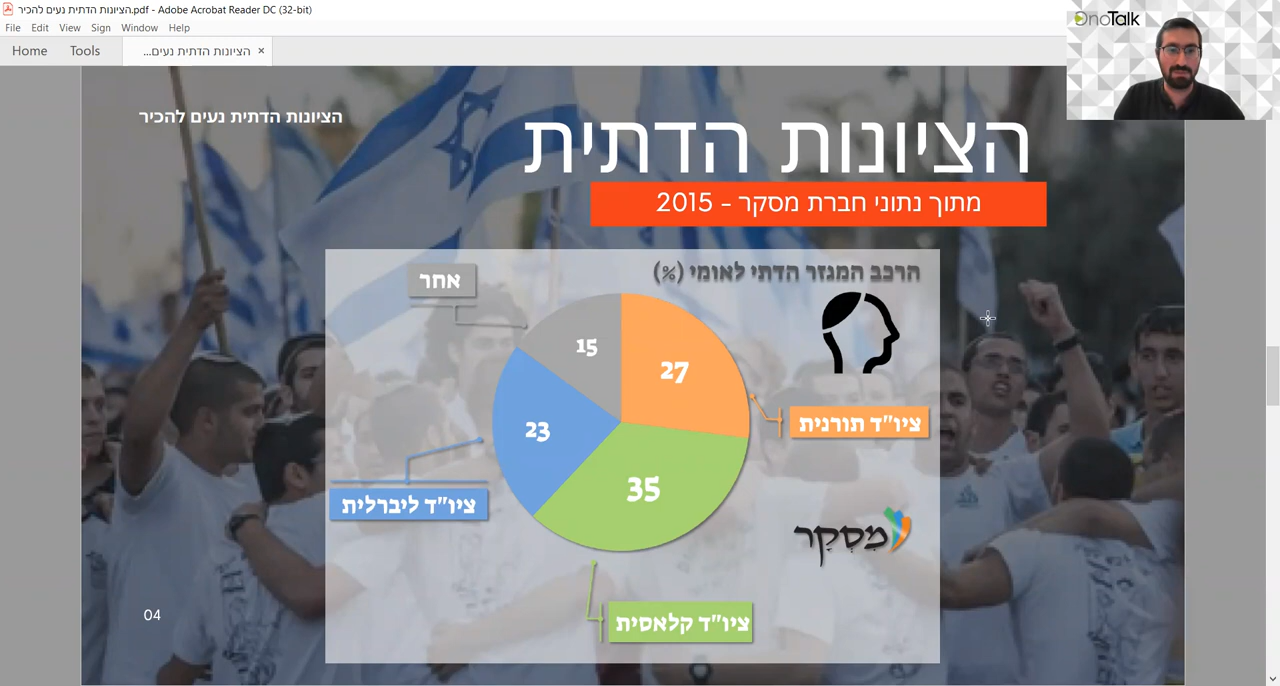 הציונות הדתית נעים להכיר.pdf - Adobe Acrobat Reader DC (32-bit)
File Edit View Sign Window Help
Home Tools הציונות הדתית נעים... ×
OnoTalk
הציונות הדתית נעים להכיר
הציונות הדתית
מתוך נתוני חברת מסקר - 2015
הרכב המגזר הדתי לאומי (%)
אחר
15
27
ציו"ד תורנית
23
35
ציו"ד ליברלית
מִסְקָר
ציו"ד קלאסית
04